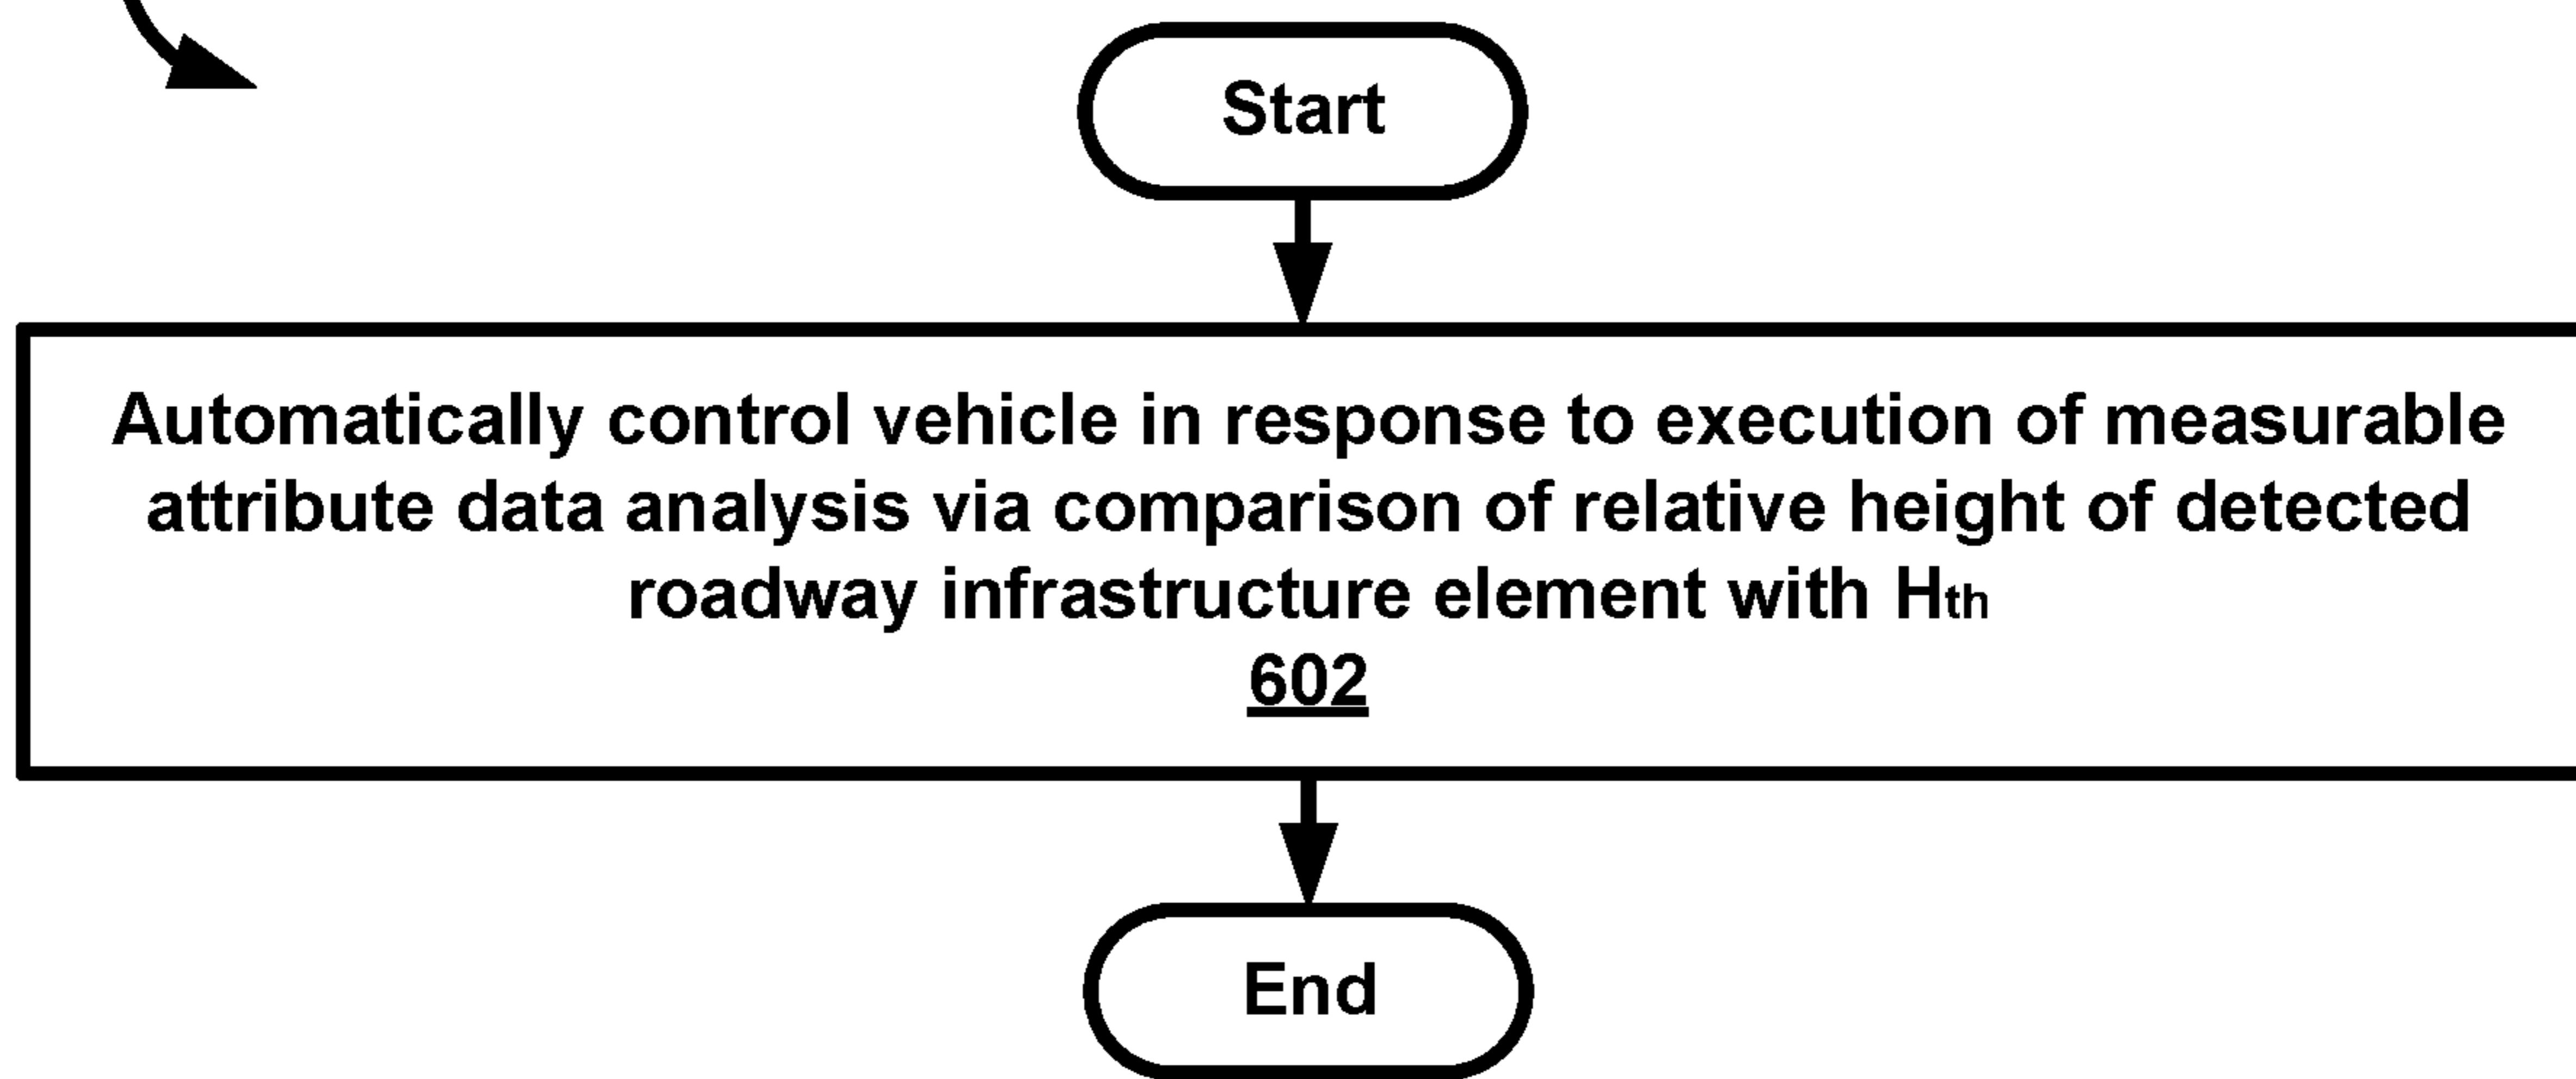 Start
Automatically control vehicle in response to execution of measurable
attribute data analysis via comparison of relative height of detected
roadway infrastructure element with Hth
602
End